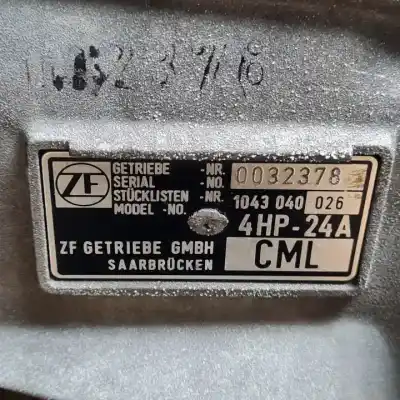 ZF
GETRIEBE -NR. 0032378
SERIAL -NO.
STÜCKLISTEN -NR. 1043 040 026
MODEL -NO.
4HP-24A
ZF GETRIEBE GMBH CML
SAARBRÜCKEN